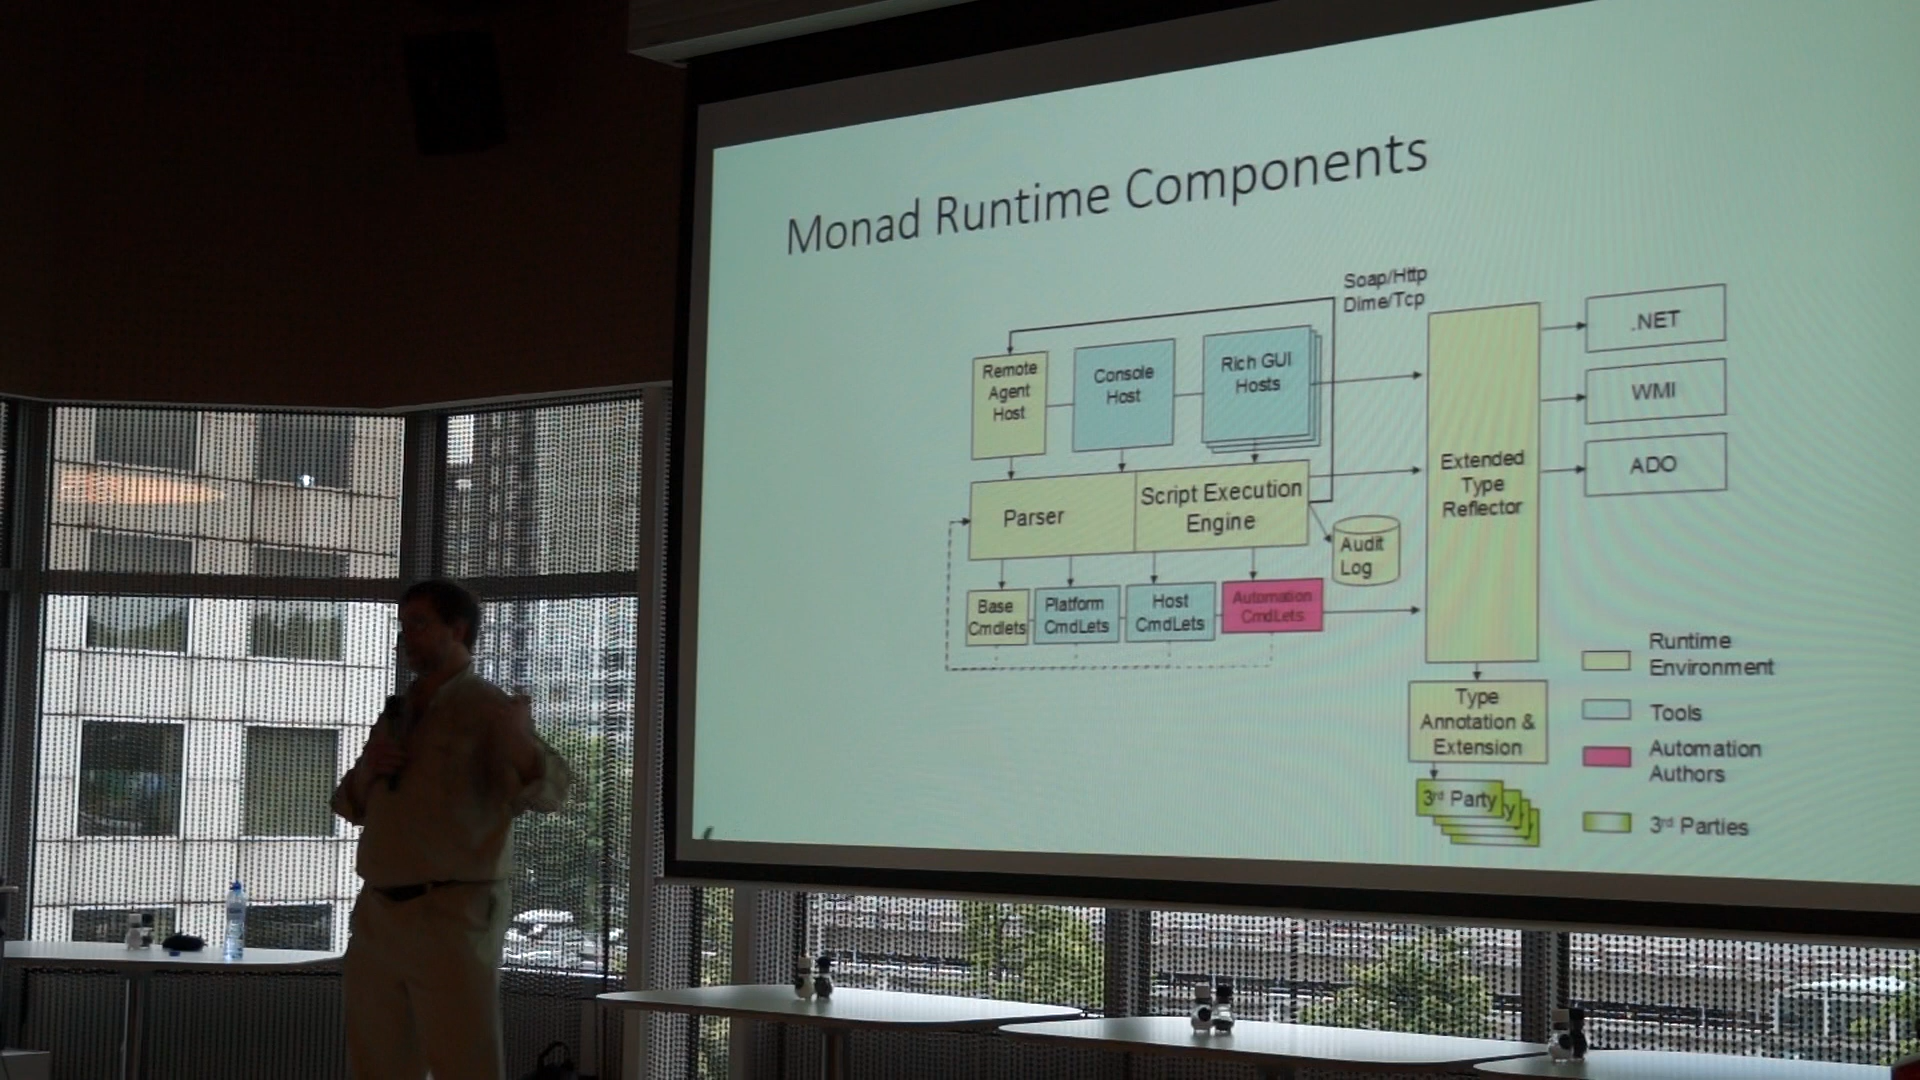 Monad Runtime Components
Soap/Http
Dime/Tcp
Remote
Agent
Host
Console
Host
Rich GUI
Hosts
Parser
Script Execution
Engine
Audit
Log
Base
Cmdlets
Platform
CmdLets
Host
CmdLets
Automation
CmdLets
Extended
Type
Reflector
.NET
WMI
ADO
Type
Annotation &
Extension
3rd Party
y
Runtime
Environment
Tools
Automation
Authors
3rd Parties